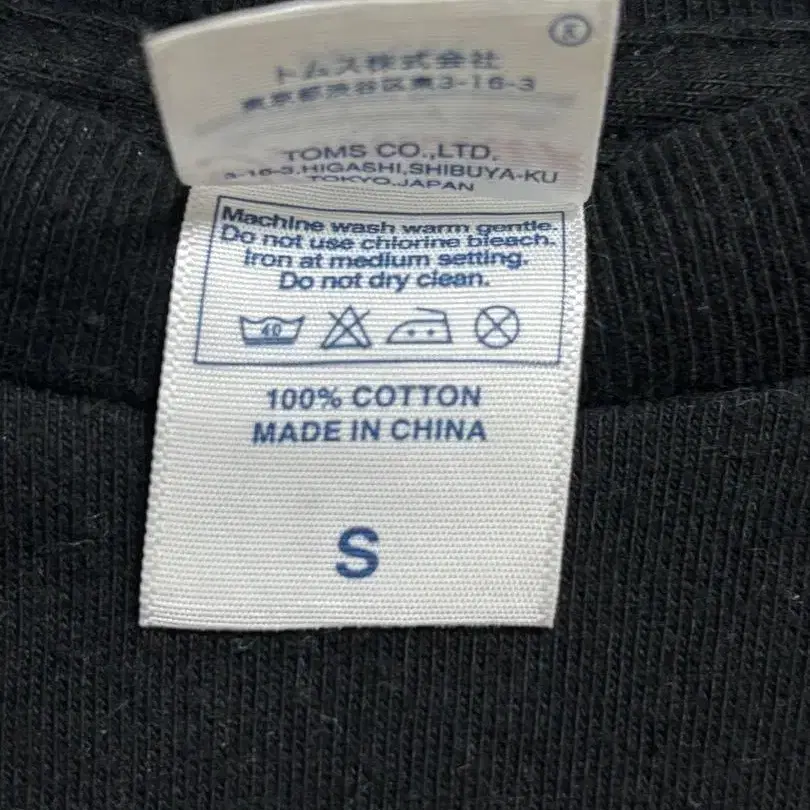 ®
トムス株式会社
東京都渋谷区東3-16-3
TOMS CO.,LTD.
3-16-3,HIGASHI,SHIBUYA-KU
TOKYO,JAPAN
Machine wash warm gentle.
Do not use chlorine bleach.
Iron at medium setting.
Do not dry clean.
40
100% COTTON
MADE IN CHINA
S